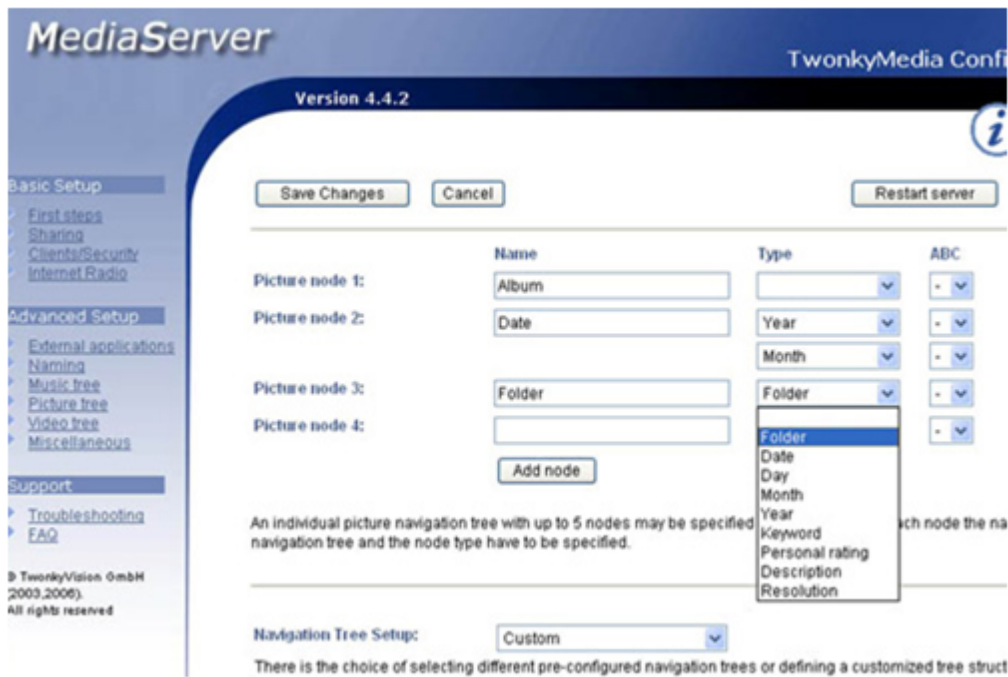 MediaServer
TwonkyMedia Confi
Version 4.4.2
i
Basic Setup
First steps
Sharing
Clients/Security
Internet Radio
Advanced Setup
External applications
Naming
Music tree
Picture tree
Video tree
Miscellaneous
Support
Troubleshooting
FAQ
© TwonkyVision GmbH
(2003,2006).
All rights reserved
Save Changes Cancel Restart server
Name Type ABC
Picture node 1: Album -
Picture node 2: Date Year -
Month -
Picture node 3: Folder Folder -
Picture node 4: -
Folder
Date
Day
Month
Year
Keyword
Personal rating
Description
Resolution
Add node
An individual picture navigation tree with up to 5 nodes may be specified ach node the na
navigation tree and the node type have to be specified.
Navigation Tree Setup: Custom
There is the choice of selecting different pre-configured navigation trees or defining a customized tree struct